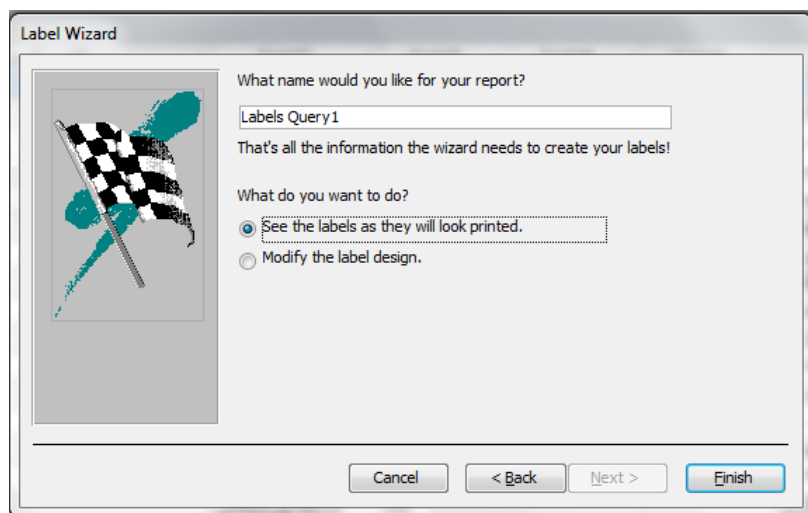 Label Wizard
What name would you like for your report?
Labels Query1
That's all the information the wizard needs to create your labels!
What do you want to do?
See the labels as they will look printed.
Modify the label design.
Cancel
< Back
Next >
Finish